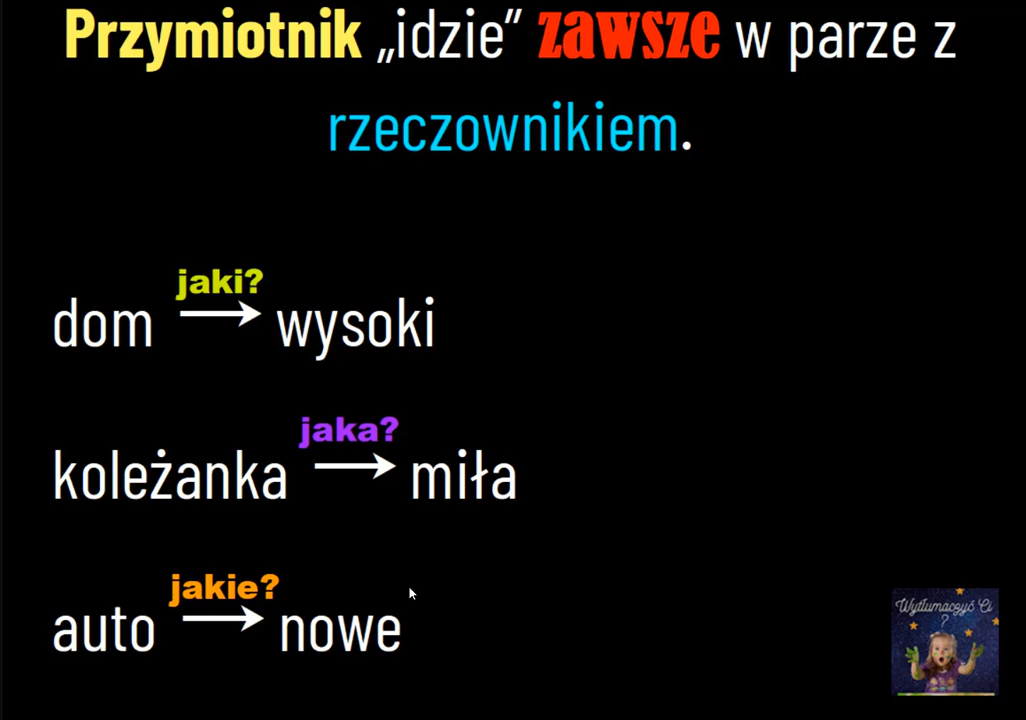 Przymiotnik „idzie” zawsze w parze z
rzeczownikiem.
jaki?
dom → wysoki
jaka?
koleżanka → miła
jakie?
auto → nowe
Wytłumaczyć Ci
?